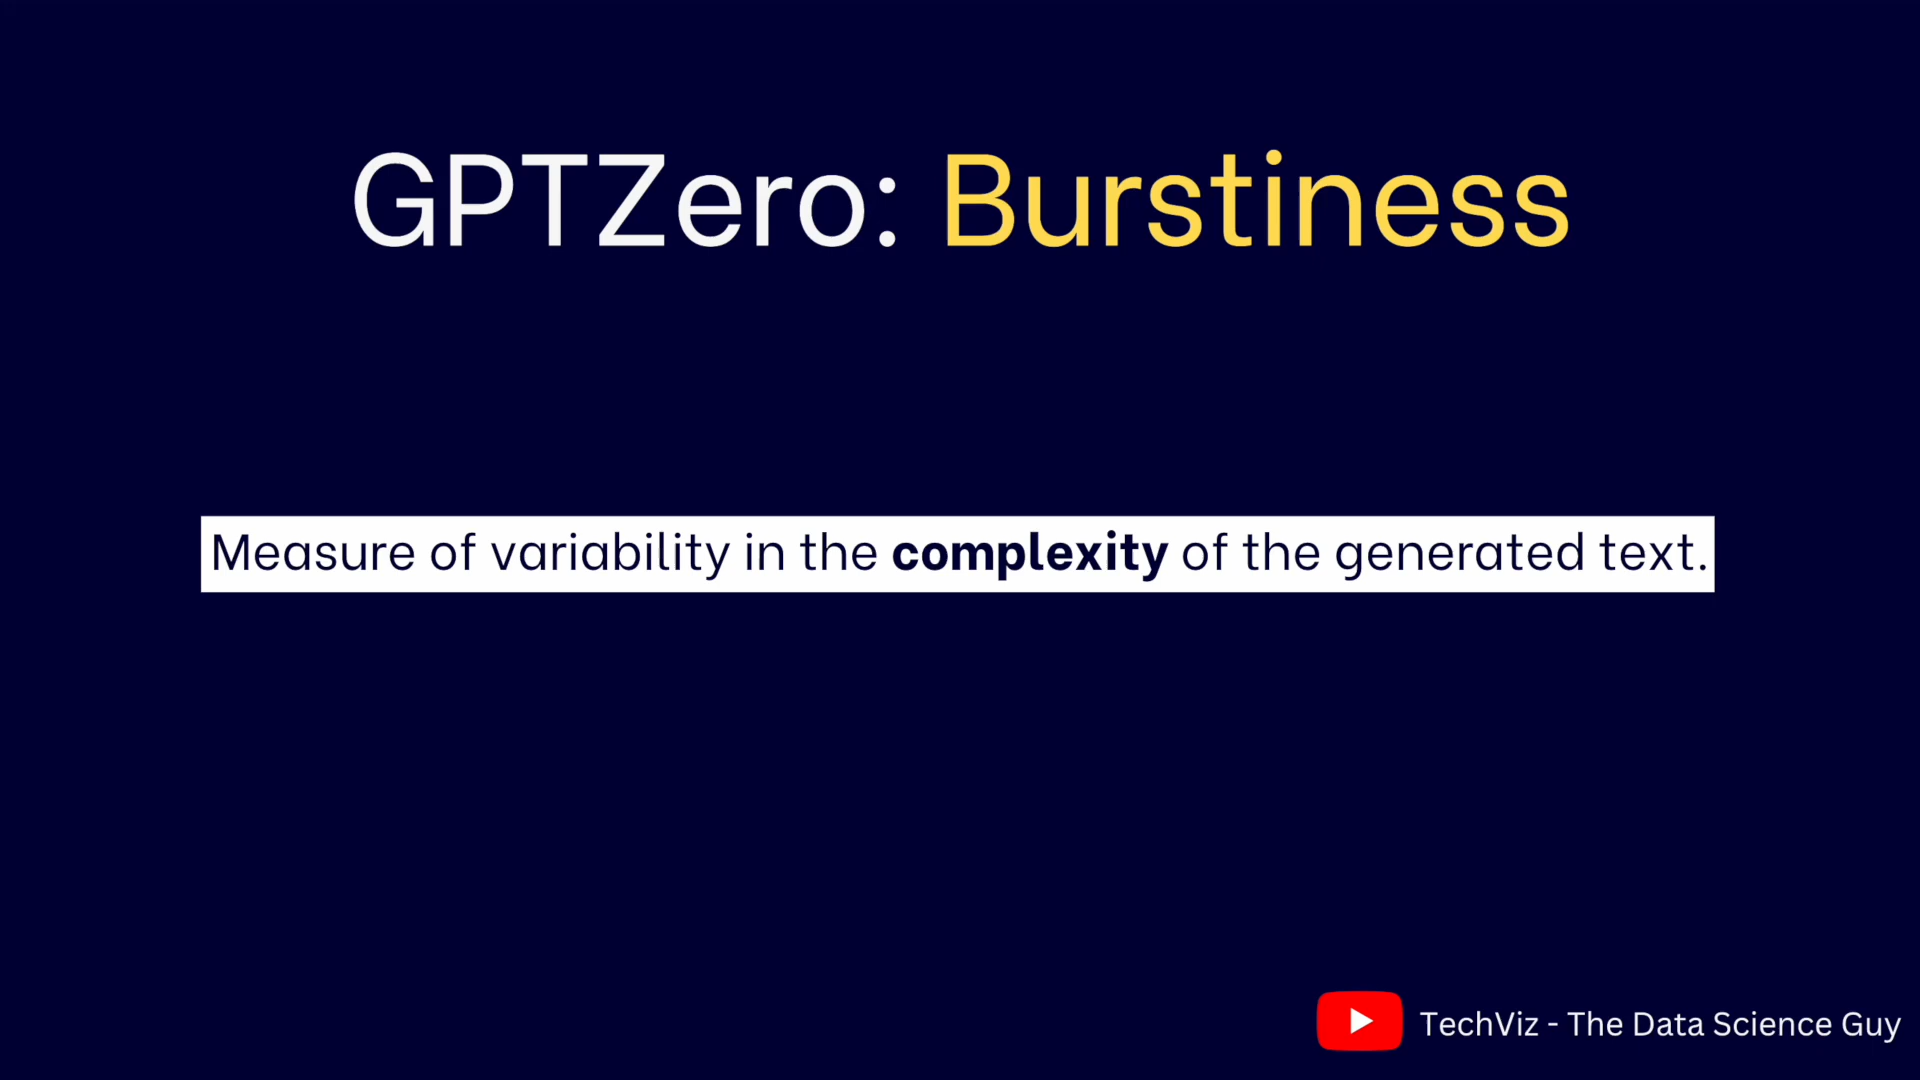 GPTZero: Burstiness
Measure of variability in the complexity of the generated text.
TechViz - The Data Science Guy